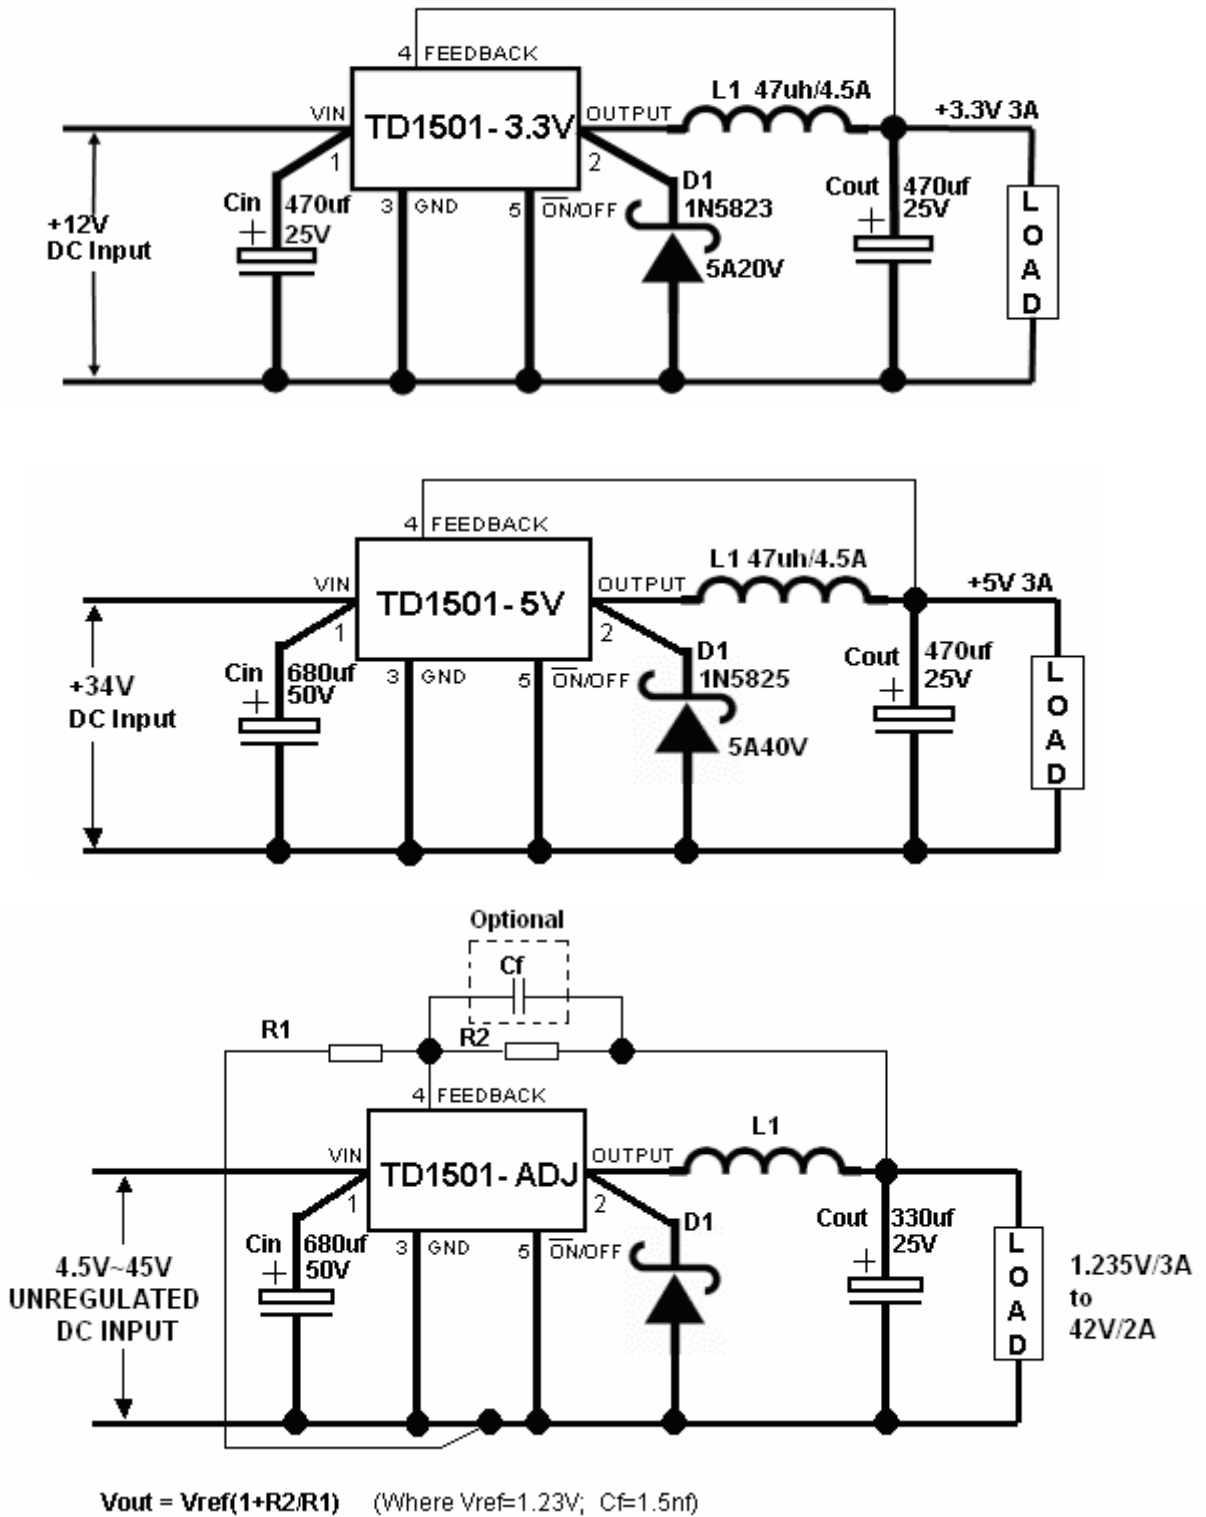 4 FEEDBACK
L1 47uh/4.5A
VIN
TD1501-3.3V
OUTPUT
+3.3V 3A
1
2
D1
1N5823
5A20V
Cin
470uf
25V
+
3 GND
5 ON/OFF
Cout
470uf
25V
+
LOAD
+12V
DC Input
4 FEEDBACK
L1 47uh/4.5A
VIN
TD1501-5V
OUTPUT
+5V 3A
1
2
D1
1N5825
5A40V
Cin
680uf
50V
+
3 GND
5 ON/OFF
Cout
470uf
25V
+
LOAD
+34V
DC Input
Optional
Cf
R1
R2
4 FEEDBACK
L1
VIN
TD1501-ADJ
OUTPUT
1
2
D1
Cin
680uf
50V
+
3 GND
5 ON/OFF
Cout
330uf
25V
+
LOAD
4.5V~45V
UNREGULATED
DC INPUT
1.235V/3A
to
42V/2A
Vout = Vref(1+R2/R1) (Where Vref=1.23V; Cf=1.5nf)